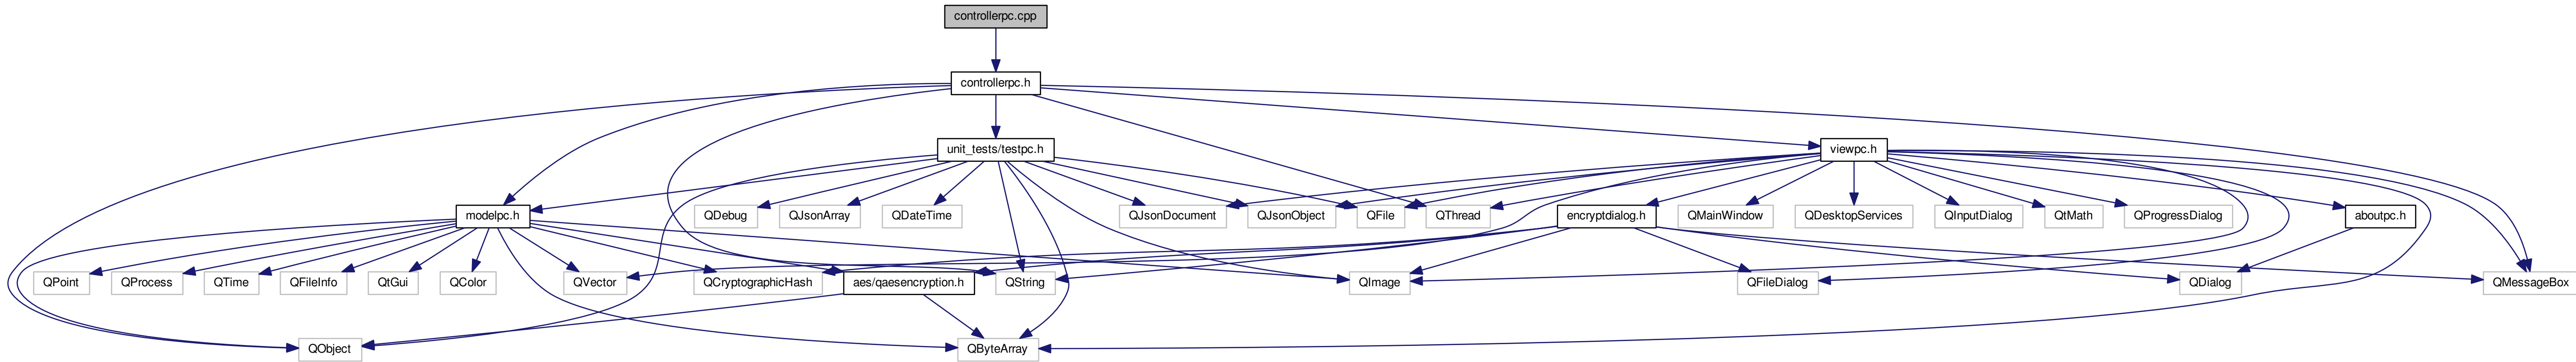 controllerpc.cpp
controllerpc.h
unit_tests/testpc.h
viewpc.h
modelpc.h
QDebug
QJsonArray
QDateTime
QJsonDocument
QJsonObject
QFile
QThread
encryptdialog.h
QMainWindow
QDesktopServices
QInputDialog
QtMath
QProgressDialog
aboutpc.h
QPoint
QProcess
QTime
QFileInfo
QtGui
QColor
QVector
QCryptographicHash
aes/qaesencryption.h
QString
QImage
QFileDialog
QDialog
QMessageBox
QObject
QByteArray